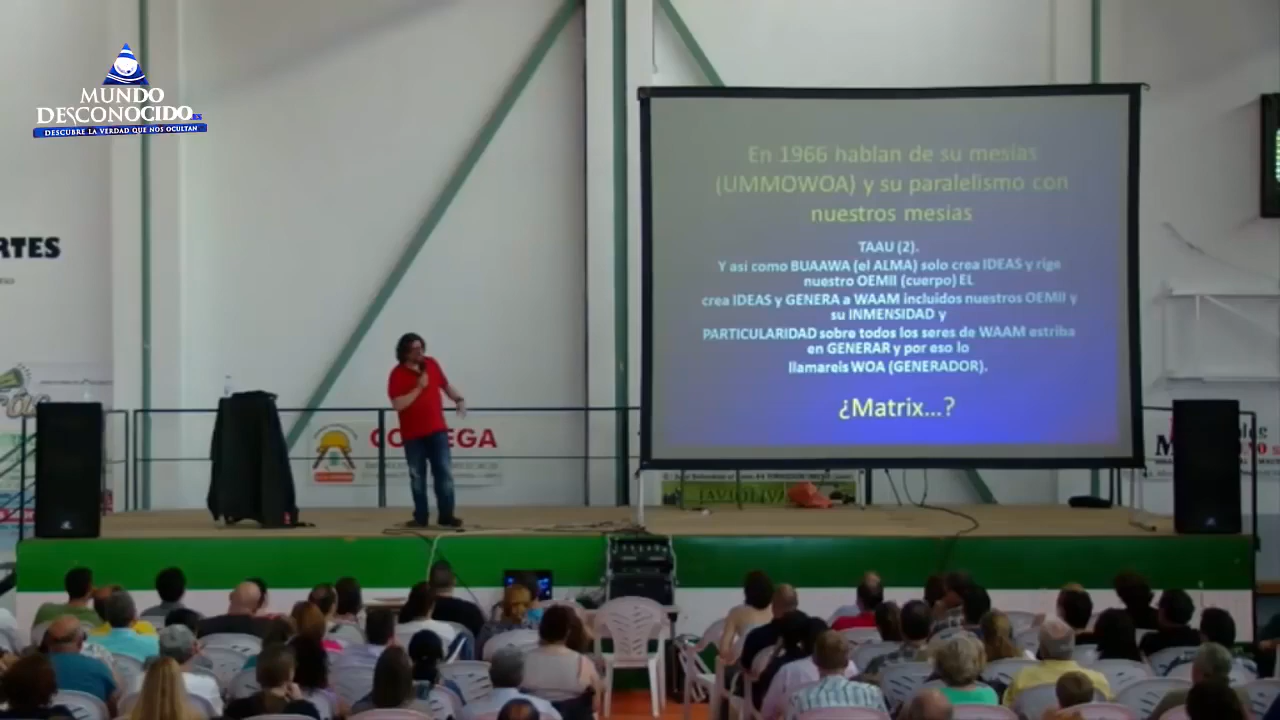 MUNDO
DESCONOCIDO.ES
DESCUBRE LA VERDAD QUE NOS OCULTAN
En 1966 hablan de su mesías
(UMMOWOA) y su paralelismo con
nuestros mesias
TAAU (2).
Y asi como BUAAWA (el ALMA) solo crea IDEAS y rige
nuestro OEMII (cuerpo) EL
crea IDEAS y GENERA a WAAM incluidos nuestros OEMII y
su INMENSIDAD y
PARTICULARIDAD sobre todos los seres de WAAM estriba
en GENERAR y por eso lo
llamareis WOA (GENERADOR).
¿Matrix...?
RTES